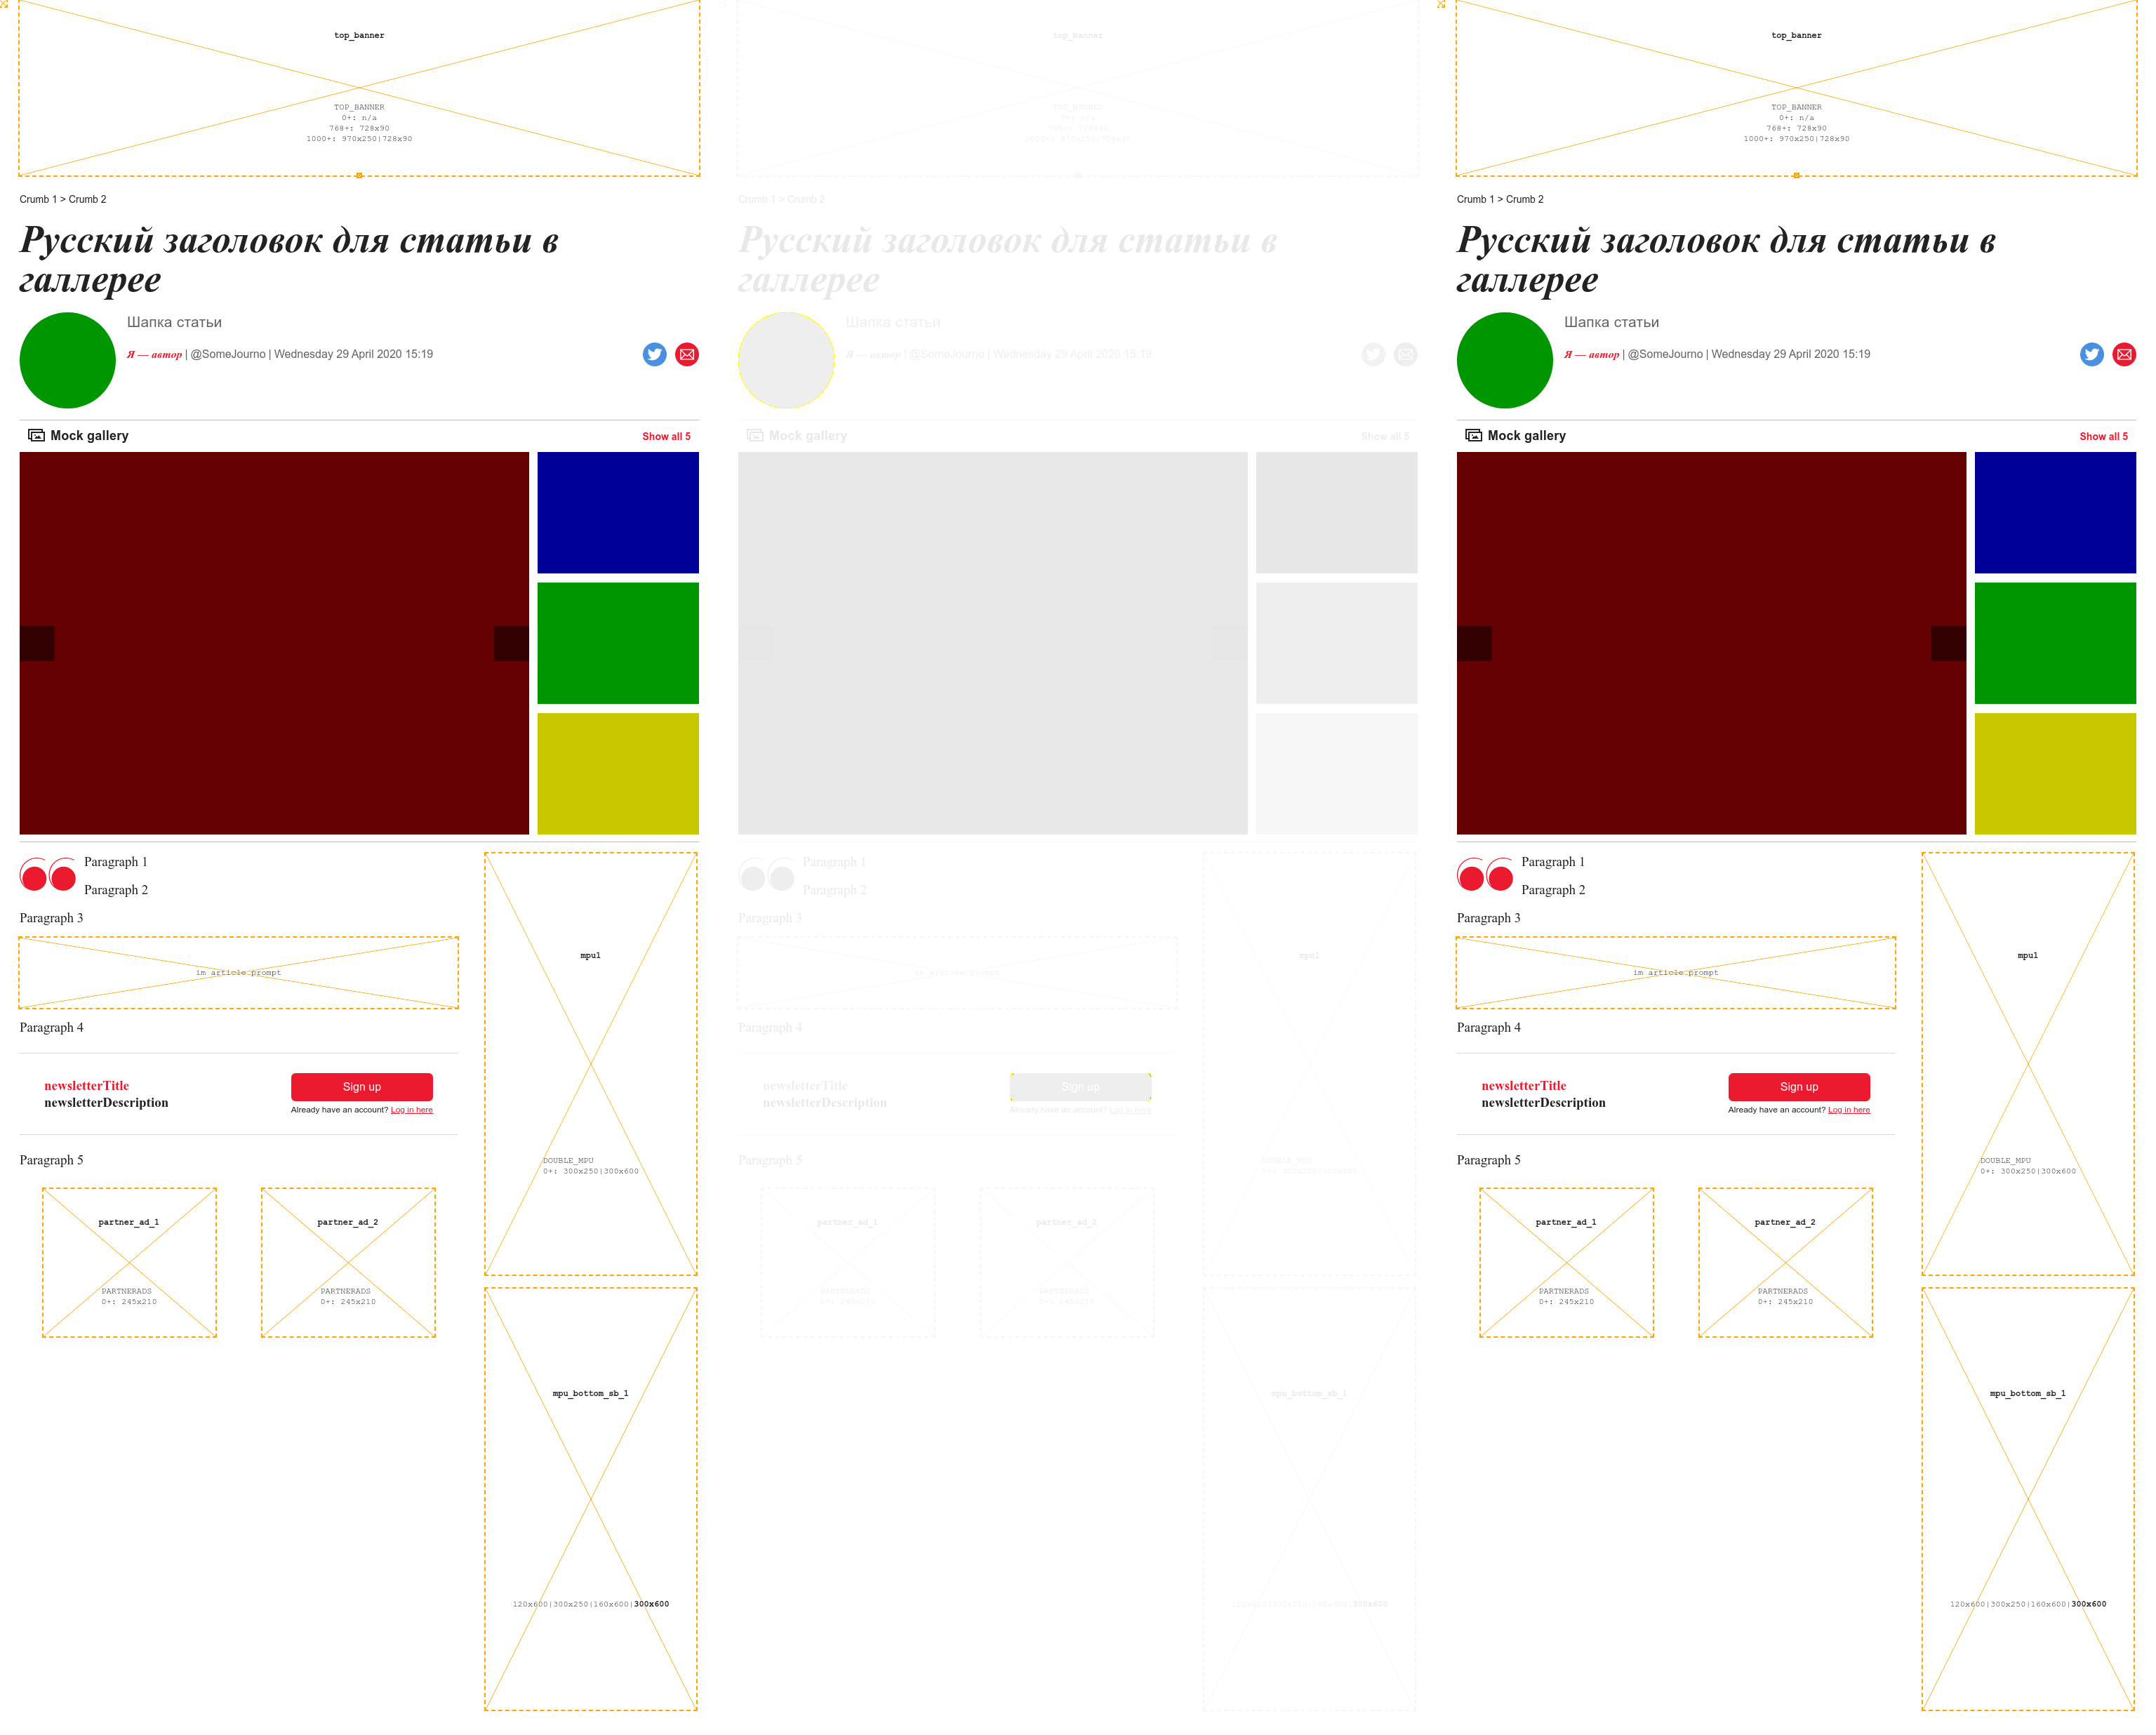 top_banner
TOP_BANNER
0+: n/a
768+: 728x90
1000+: 970x250|728x90
Crumb 1 > Crumb 2
Русский заголовок для статьи в
галлерее
Шапка статьи
Я — автор | @SomeJourno | Wednesday 29 April 2020 15:19
Mock gallery
Show all 5
Paragraph 1
Paragraph 2
Paragraph 3
im article prompt
Paragraph 4
newsletterTitle
newsletterDescription
Sign up
Already have an account? Log in here
Paragraph 5
partner_ad_1
PARTNERADS
0+: 245x210
partner_ad_2
PARTNERADS
0+: 245x210
mpu1
DOUBLE_MPU
0+: 300x250|300x600
mpu_bottom_sb_1
120x600|300x250|160x600|300x600
top_banner
TOP_BANNER
0+: n/a
768+: 728x90
1000+: 970x250|728x90
Crumb 1 > Crumb 2
Русский заголовок для статьи в
галлерее
Шапка статьи
Я — автор | @SomeJourno | Wednesday 29 April 2020 15:19
Mock gallery
Show all 5
Paragraph 1
Paragraph 2
Paragraph 3
im article prompt
Paragraph 4
newsletterTitle
newsletterDescription
Sign up
Already have an account? Log in here
Paragraph 5
partner_ad_1
PARTNERADS
0+: 245x210
partner_ad_2
PARTNERADS
0+: 245x210
mpu1
DOUBLE_MPU
0+: 300x250|300x600
mpu_bottom_sb_1
120x600|300x250|160x600|300x600
top_banner
TOP_BANNER
0+: n/a
768+: 728x90
1000+: 970x250|728x90
Crumb 1 > Crumb 2
Русский заголовок для статьи в
галлерее
Шапка статьи
Я — автор | @SomeJourno | Wednesday 29 April 2020 15:19
Mock gallery
Show all 5
Paragraph 1
Paragraph 2
Paragraph 3
im article prompt
Paragraph 4
newsletterTitle
newsletterDescription
Sign up
Already have an account? Log in here
Paragraph 5
partner_ad_1
PARTNERADS
0+: 245x210
partner_ad_2
PARTNERADS
0+: 245x210
mpu1
DOUBLE_MPU
0+: 300x250|300x600
mpu_bottom_sb_1
120x600|300x250|160x600|300x600